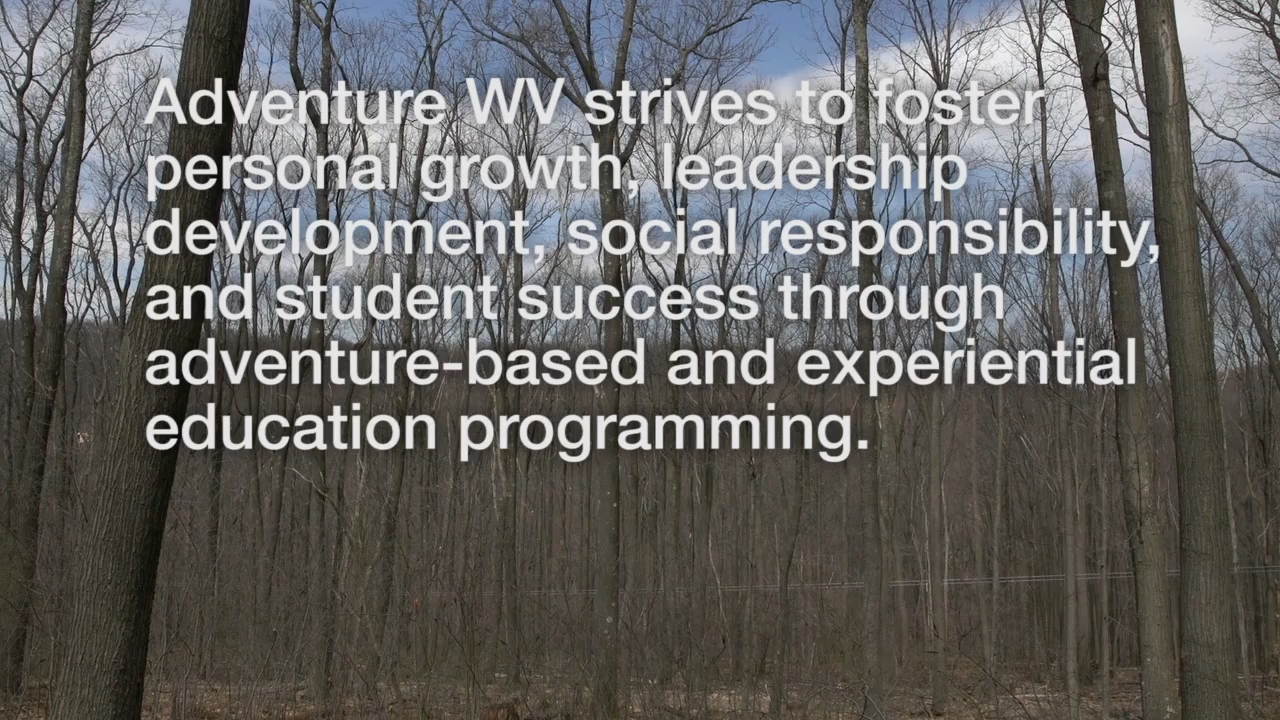 Adventure WV strives to foster
personal growth, leadership
development, social responsibility,
and student success through
adventure-based and experiential
education programming.